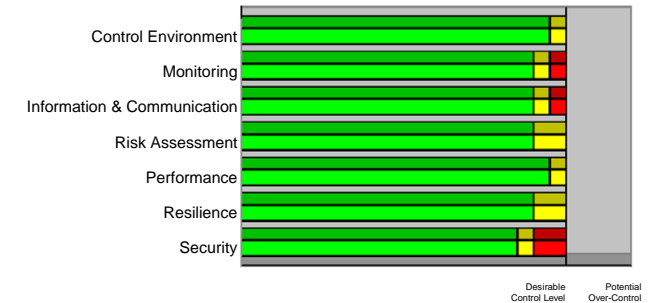 Control Environment
Monitoring
Information & Communication
Risk Assessment
Performance
Resilience
Security
Desirable
Control Level
Potential
Over-Control